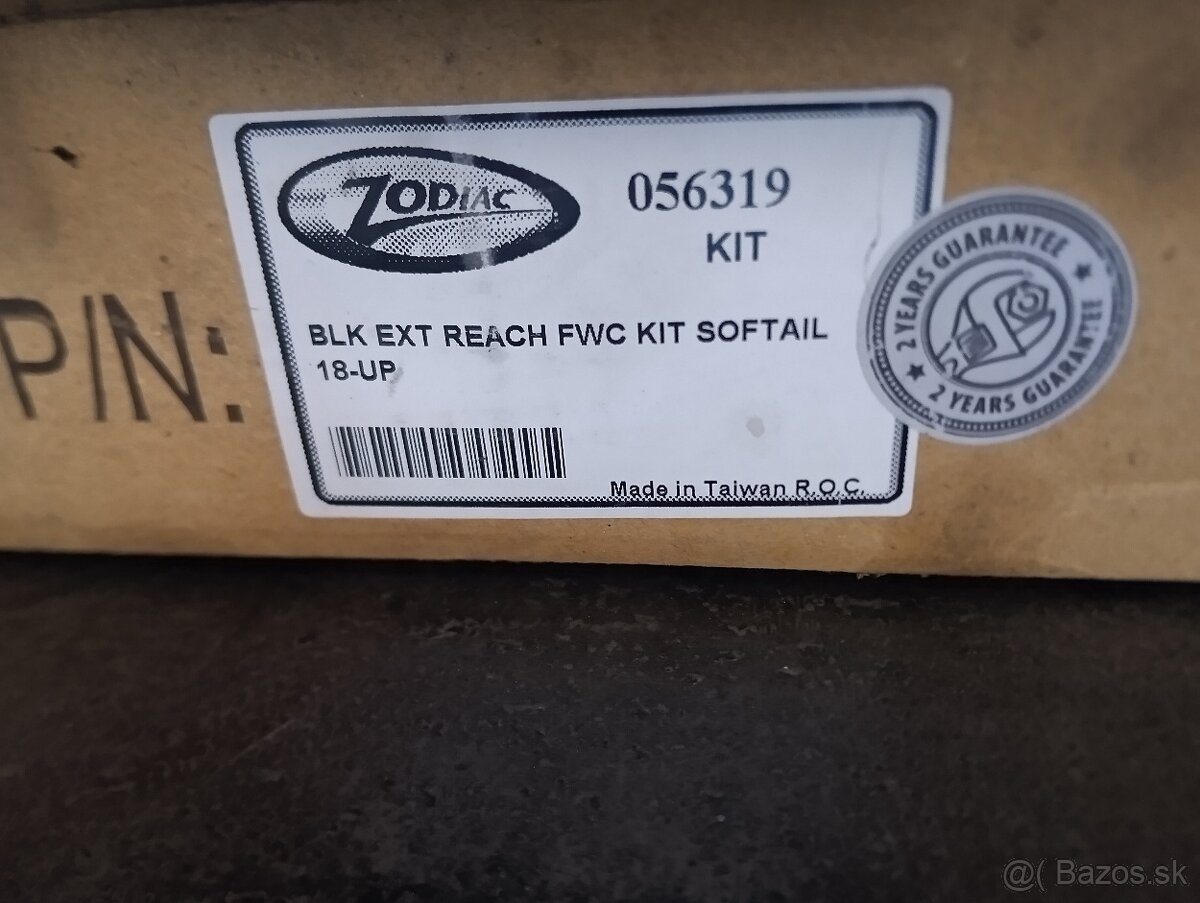 ZODIAC
056319
KIT
BLK EXT REACH FWC KIT SOFTAIL
18-UP
Made in Taiwan R.O.C.
P/N:
2 YEARS GUARANTEE
2 YEARS GUARANTEE
@( Bazos.sk